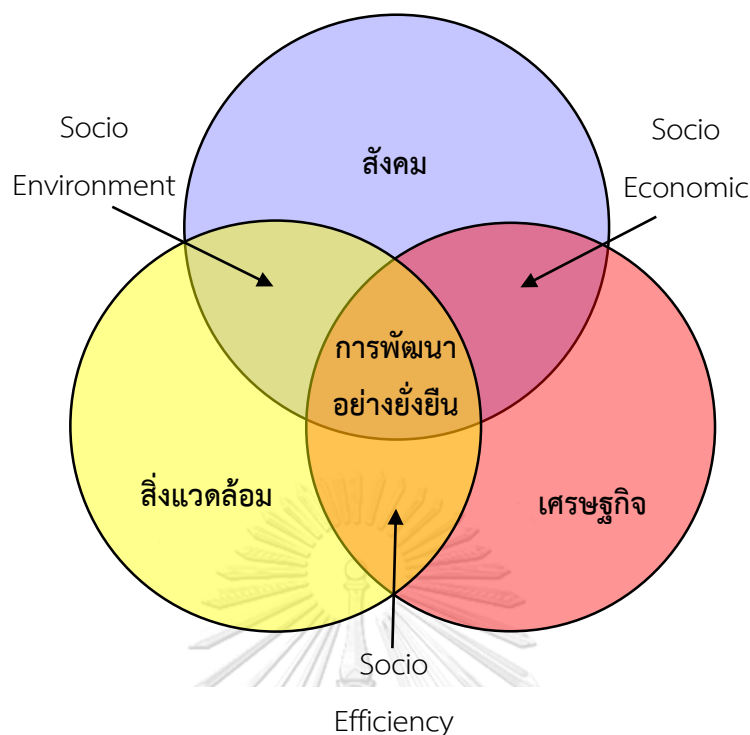 Socio
Environment
Socio
Economic
สังคม
การพัฒนา
อย่างยั่งยืน
สิ่งแวดล้อม
เศรษฐกิจ
Socio
Efficiency